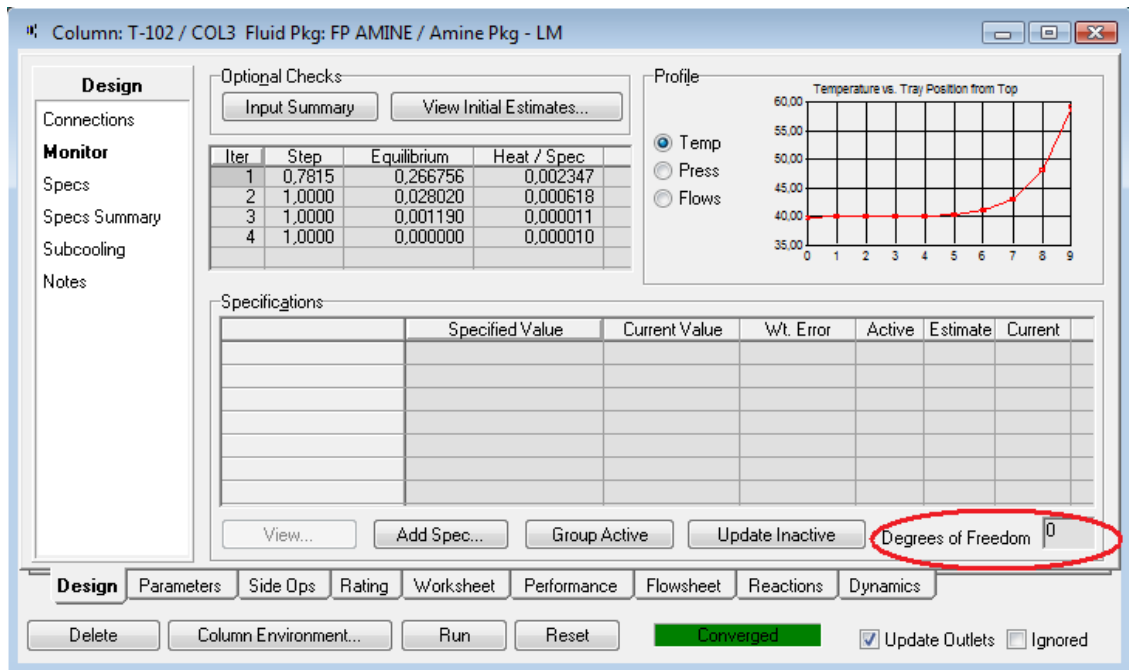 Column: T-102 / COL3 Fluid Pkg: FP AMINE / Amine Pkg - LM
Design
Connections
Monitor
Specs
Specs Summary
Subcooling
Notes
Optional Checks
Input Summary View Initial Estimates...
Iter Step Equilibrium Heat / Spec
1 0,7815 0,266756 0,002347
2 1,0000 0,028020 0,000618
3 1,0000 0,001190 0,000011
4 1,0000 0,000000 0,000010
Profile
Temp
Press
Flows
Temperature vs. Tray Position from Top
60,00
55,00
50,00
45,00
40,00
35,00
0 1 2 3 4 5 6 7 8 9
Specifications
Specified Value Current Value Wt. Error Active Estimate Current
View... Add Spec... Group Active Update Inactive Degrees of Freedom 0
Design Parameters Side Ops Rating Worksheet Performance Flowsheet Reactions Dynamics
Delete Column Environment... Run Reset Converged Update Outlets Ignored